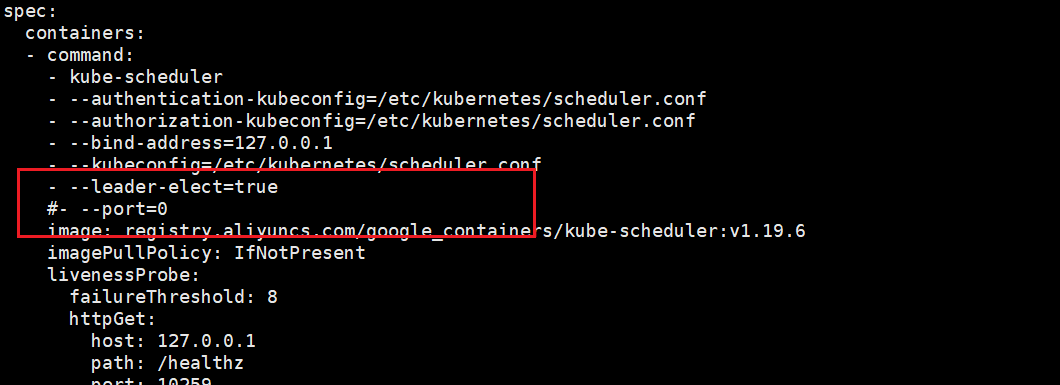 spec:
  containers:
  - command:
    - kube-scheduler
    - --authentication-kubeconfig=/etc/kubernetes/scheduler.conf
    - --authorization-kubeconfig=/etc/kubernetes/scheduler.conf
    - --bind-address=127.0.0.1
    - --kubeconfig=/etc/kubernetes/scheduler.conf
    - --leader-elect=true
    #- --port=0
    image: registry.aliyuncs.com/google_containers/kube-scheduler:v1.19.6
    imagePullPolicy: IfNotPresent
    livenessProbe:
      failureThreshold: 8
      httpGet:
        host: 127.0.0.1
        path: /healthz
        port: 10259